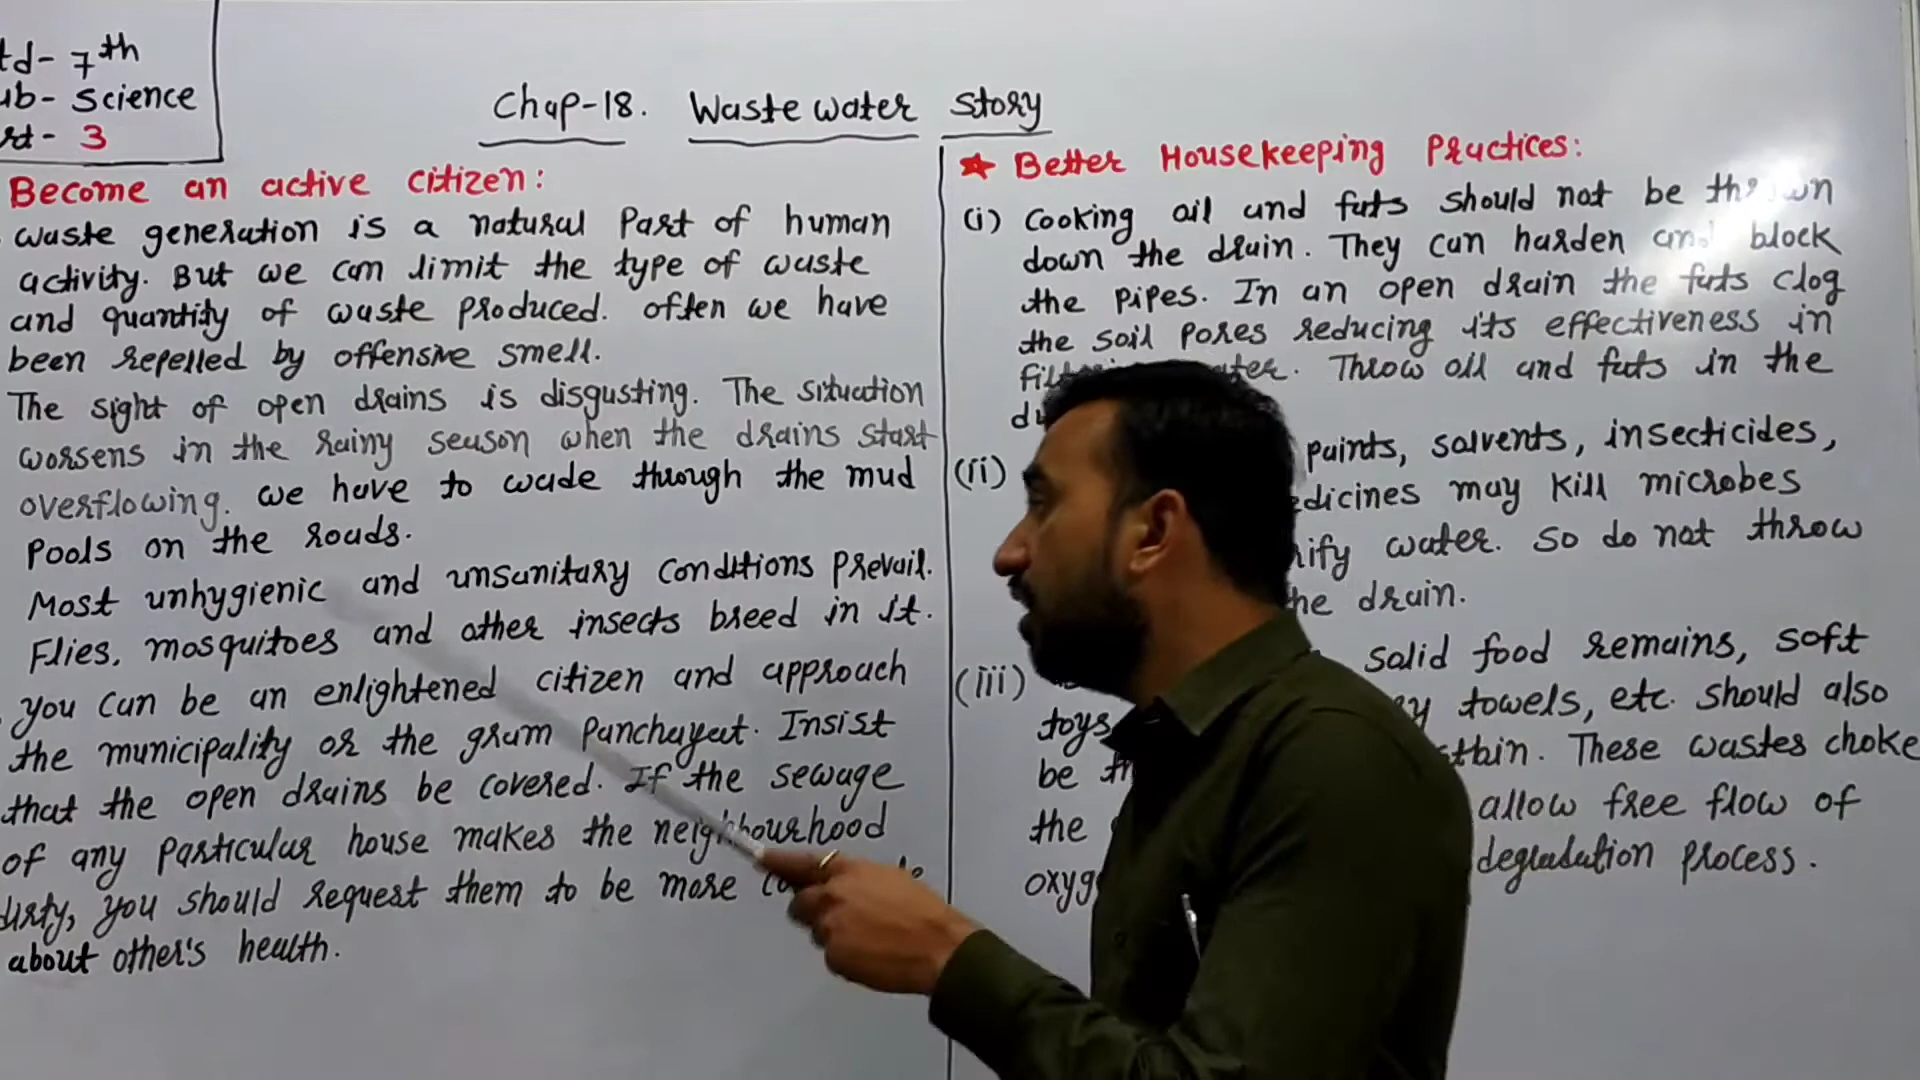 td- 7th
ub- Science
rt- 3
Chap-18. Waste water Story
Become an active citizen:
Waste generation is a natural Part of human
activity. But we can limit the type of waste
and quantity of waste produced. often we have
been repelled by offensive smell.
The sight of open drains is disgusting. The situation
worsens in the rainy season when the drains start
overflowing. we have to wade through the mud
Pools on the roads.
Most unhygienic and unsanitary Conditions Prevail.
Flies, mosquitoes and other insects breed in it.
you can be an enlightened citizen and approach
the municipality or the gram Panchayat. Insist
that the open drains be covered. If the sewage
of any Particular house makes the neighbourhood
dirty, you should request them to be more
about other's health.
★ Better Housekeeping Practices:
(i) Cooking oil and fats should not be
down the drain. They can harden and block
the pipes. In an open drain the fats clog
the soil pores reducing its effectiveness in
Throw oil and fats in the
(ii) paints, solvents, insecticides,
may Kill microbes
water. So do not throw
the drain.
(iii) Solid food remains, soft
toys towels, etc. should also
be These wastes choke
the allow free flow of
degradation process.